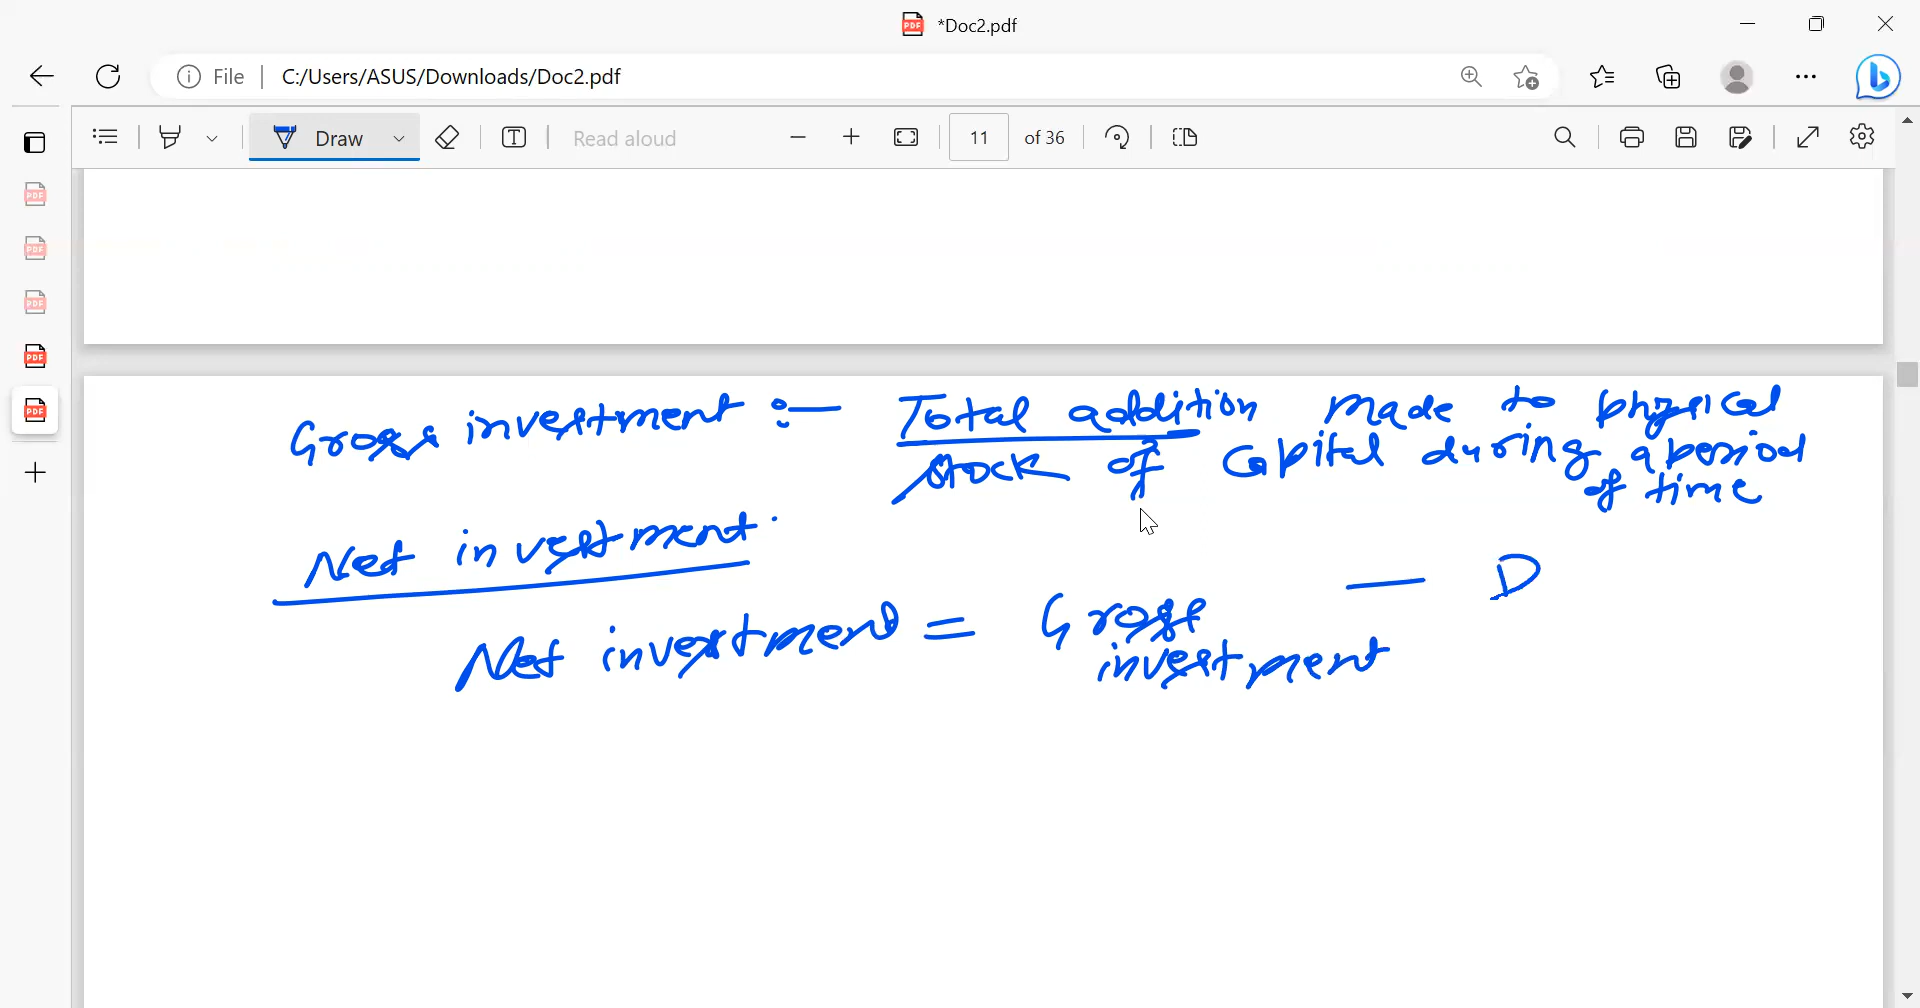 *Doc2.pdf
File C:/Users/ASUS/Downloads/Doc2.pdf
Draw Read aloud 11 of 36
Gross investment :— Total addition made to physical
stock of Capital during a period
of time
Net investment.
Net investment = Gross — D
investment